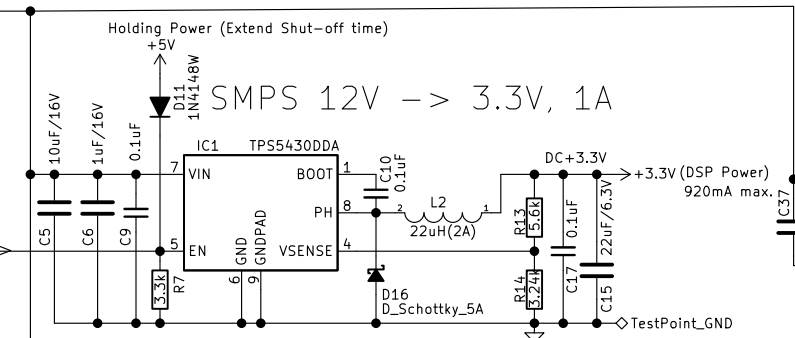 Holding Power (Extend Shut-off time)
+5V
D11
1N4148W
SMPS 12V -> 3.3V, 1A
10uF/16V
1uF/16V
0.1uF
IC1 TPS5430DDA
7 VIN
BOOT 1
C10
0.1uF
DC+3.3V
+3.3V (DSP Power)
920mA max.
C5
C6
C9
PH 8
2 L2 1
22uH(2A)
R13
5.6k
0.1uF
22uF/6.3V
C37
5 EN
GND
GNDPAD
VSENSE 4
6
9
3.3k
R7
D16
D_Schottky_5A
R14
3.24k
C17
C15
TestPoint_GND